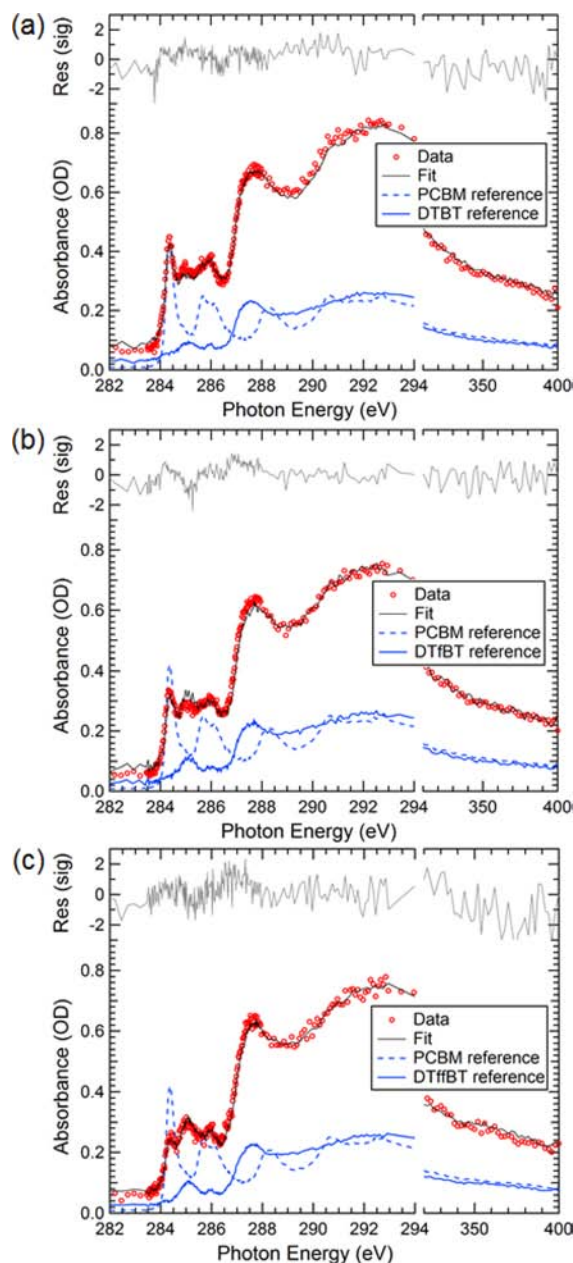 (a)
Res (sig)
2
0
-2
Absorbance (OD)
0.8
0.6
0.4
0.2
0.0
Data
Fit
PCBM reference
DTBT reference
282 284 286 288 290 292 294 350 400
Photon Energy (eV)
(b)
Res (sig)
2
0
-2
Absorbance (OD)
0.8
0.6
0.4
0.2
0.0
Data
Fit
PCBM reference
DTfBT reference
282 284 286 288 290 292 294 350 400
Photon Energy (eV)
(c)
Res (sig)
2
0
-2
Absorbance (OD)
0.8
0.6
0.4
0.2
0.0
Data
Fit
PCBM reference
DTffBT reference
282 284 286 288 290 292 294 350 400
Photon Energy (eV)